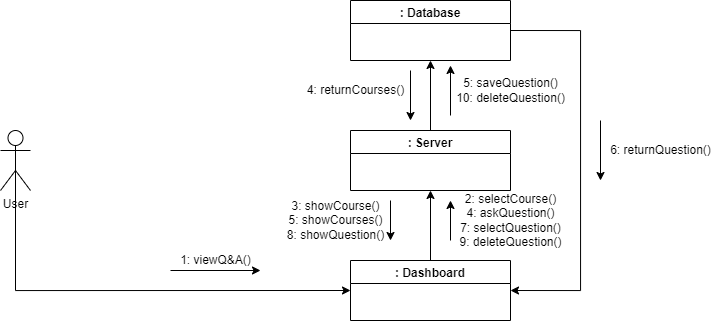 : Database
4: returnCourses()
5: saveQuestion()
10: deleteQuestion()
: Server
6: returnQuestion()
User
3: showCourse()
5: showCourses()
8: showQuestion()
2: selectCourse()
4: askQuestion()
7: selectQuestion()
9: deleteQuestion()
1: viewQ&A()
: Dashboard